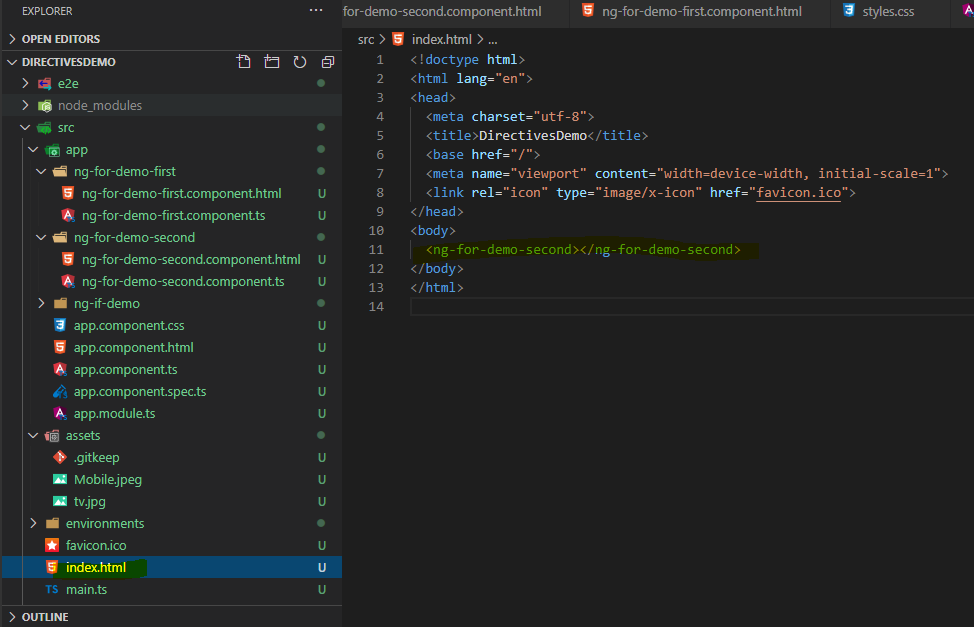 EXPLORER ...
OPEN EDITORS
DIRECTIVESDEMO
e2e
node_modules
src
app
ng-for-demo-first
ng-for-demo-first.component.html U
ng-for-demo-first.component.ts U
ng-for-demo-second
ng-for-demo-second.component.html U
ng-for-demo-second.component.ts U
ng-if-demo
app.component.css U
app.component.html U
app.component.ts U
app.component.spec.ts U
app.module.ts U
assets
.gitkeep U
Mobile.jpeg U
tv.jpg U
environments
favicon.ico U
index.html U
TS main.ts U
OUTLINE
for-demo-second.component.html ng-for-demo-first.component.html styles.css
src > index.html > ...
1 <!doctype html>
2 <html lang="en">
3 <head>
4 <meta charset="utf-8">
5 <title>DirectivesDemo</title>
6 <base href="/">
7 <meta name="viewport" content="width=device-width, initial-scale=1">
8 <link rel="icon" type="image/x-icon" href="favicon.ico">
9 </head>
10 <body>
11 <ng-for-demo-second></ng-for-demo-second>
12 </body>
13 </html>
14